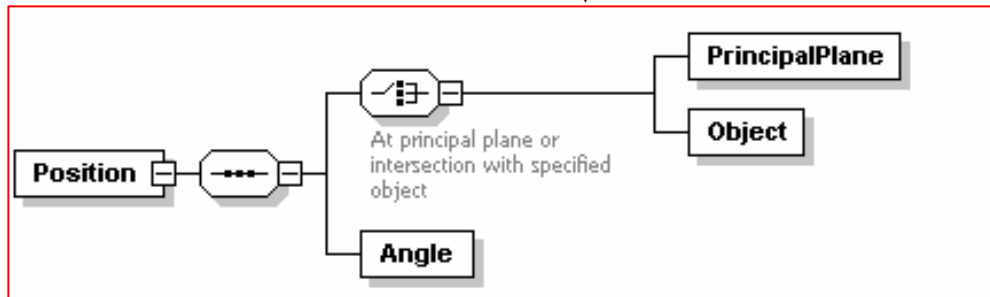 PrincipalPlane
Object
At principal plane or
intersection with specified
object
Position
Angle